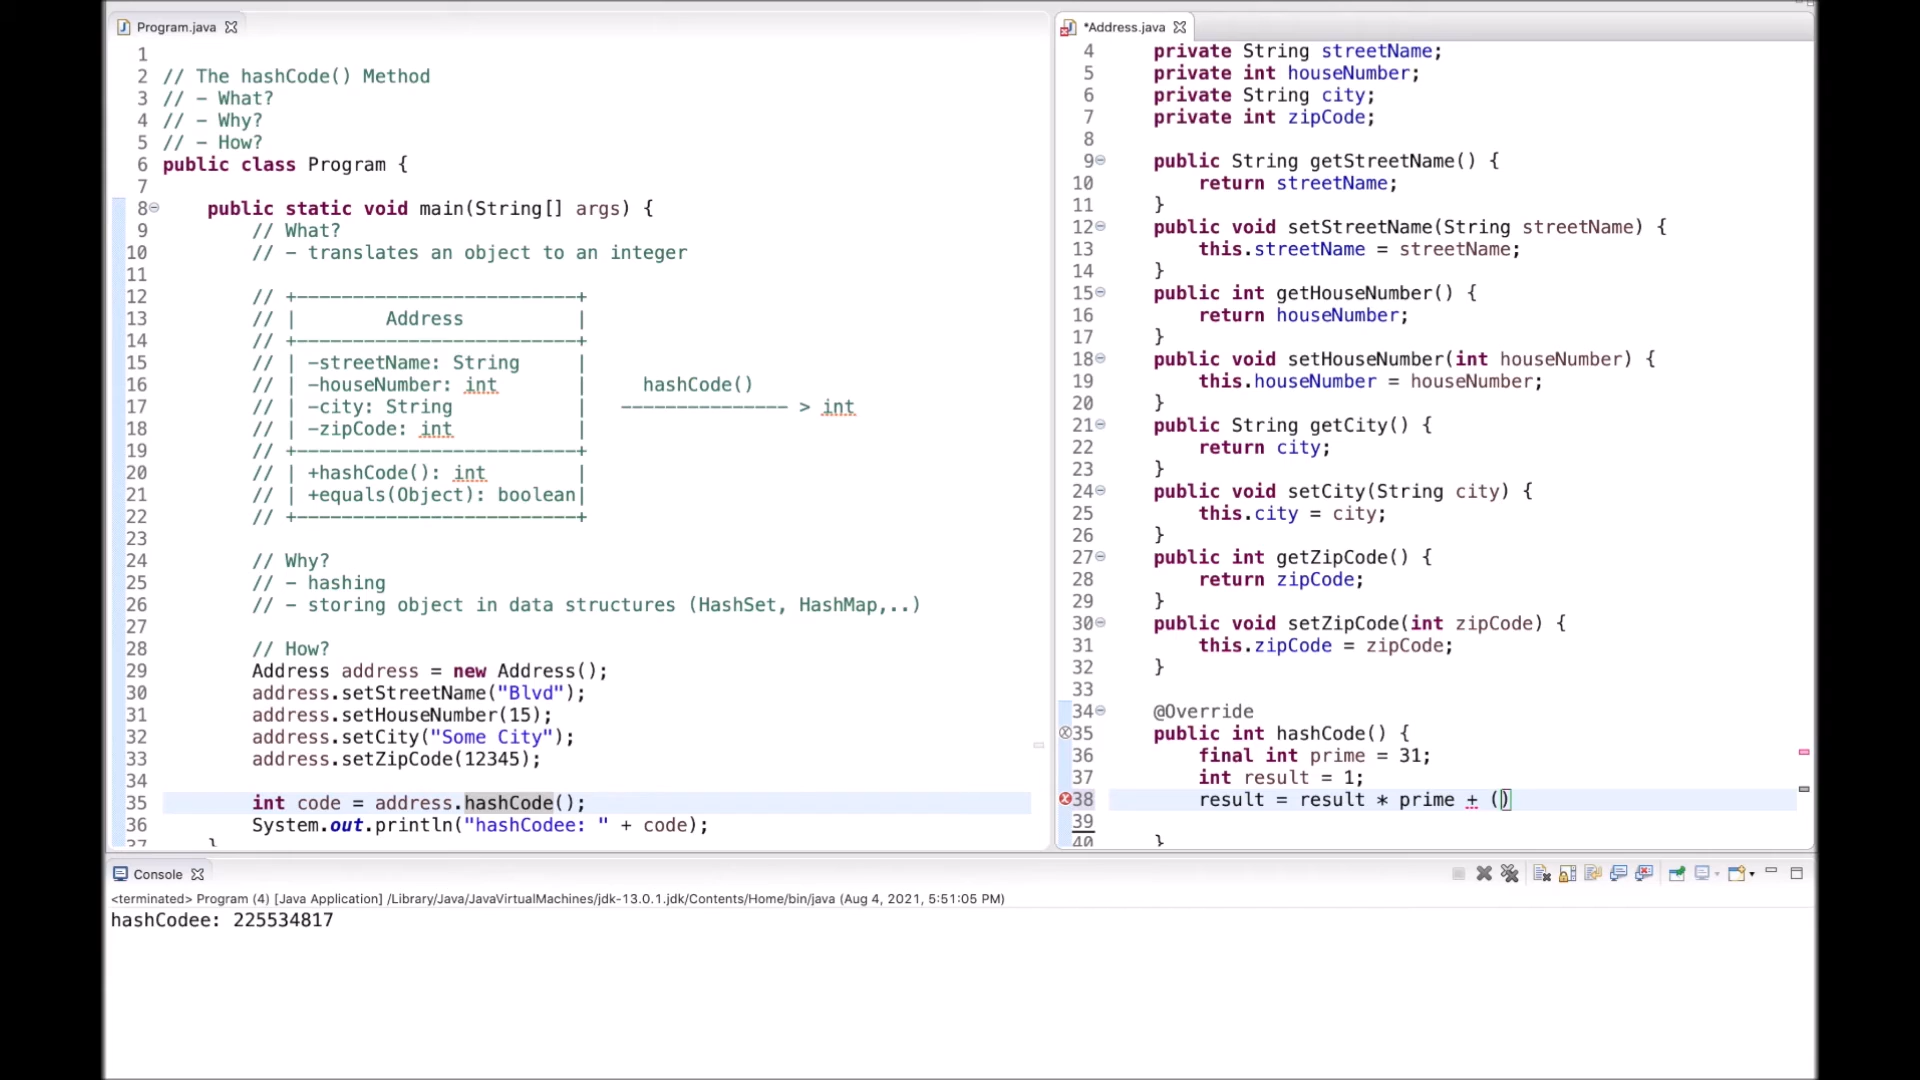 Program.java
1
2 // The hashCode() Method
3 // - What?
4 // - Why?
5 // - How?
6 public class Program {
7
8 public static void main(String[] args) {
9 // What?
10 // - translates an object to an integer
11
12 // +--------------------------+
13 // | Address |
14 // +--------------------------+
15 // | -streetName: String |
16 // | -houseNumber: int | hashCode()
17 // | -city: String | --------------- > int
18 // | -zipCode: int |
19 // +--------------------------+
20 // | +hashCode(): int |
21 // | +equals(Object): boolean|
22 // +--------------------------+
23
24 // Why?
25 // - hashing
26 // - storing object in data structures (HashSet, HashMap,..)
27
28 // How?
29 Address address = new Address();
30 address.setStreetName("Blvd");
31 address.setHouseNumber(15);
32 address.setCity("Some City");
33 address.setZipCode(12345);
34
35 int code = address.hashCode();
36 System.out.println("hashCodee: " + code);
37 }
*Address.java
4 private String streetName;
5 private int houseNumber;
6 private String city;
7 private int zipCode;
8
9 public String getStreetName() {
10 return streetName;
11 }
12 public void setStreetName(String streetName) {
13 this.streetName = streetName;
14 }
15 public int getHouseNumber() {
16 return houseNumber;
17 }
18 public void setHouseNumber(int houseNumber) {
19 this.houseNumber = houseNumber;
20 }
21 public String getCity() {
22 return city;
23 }
24 public void setCity(String city) {
25 this.city = city;
26 }
27 public int getZipCode() {
28 return zipCode;
29 }
30 public void setZipCode(int zipCode) {
31 this.zipCode = zipCode;
32 }
33
34 @Override
35 public int hashCode() {
36 final int prime = 31;
37 int result = 1;
38 result = result * prime + ()
39
40 }
Console
<terminated> Program (4) [Java Application] /Library/Java/JavaVirtualMachines/jdk-13.0.1.jdk/Contents/Home/bin/java (Aug 4, 2021, 5:51:05 PM)
hashCodee: 225534817